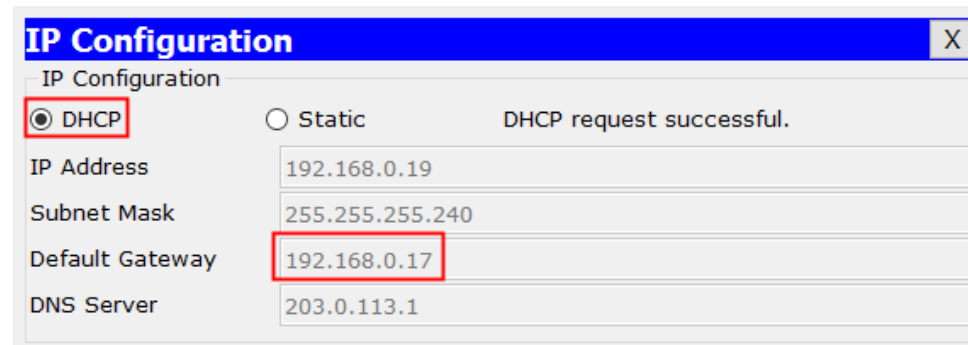 IP Configuration X
IP Configuration
DHCP Static DHCP request successful.
IP Address 192.168.0.19
Subnet Mask 255.255.255.240
Default Gateway 192.168.0.17
DNS Server 203.0.113.1